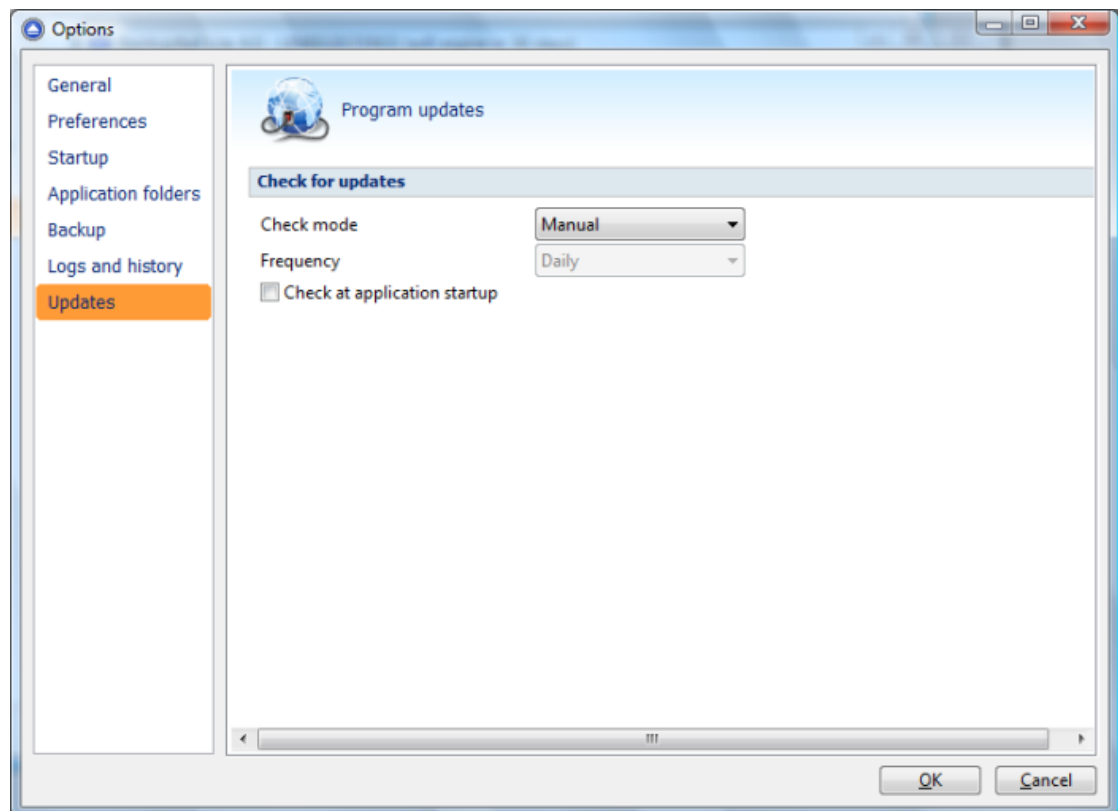 Options
General
Preferences
Startup
Application folders
Backup
Logs and history
Updates
Program updates
Check for updates
Check mode
Manual
Frequency
Daily
Check at application startup
OK
Cancel